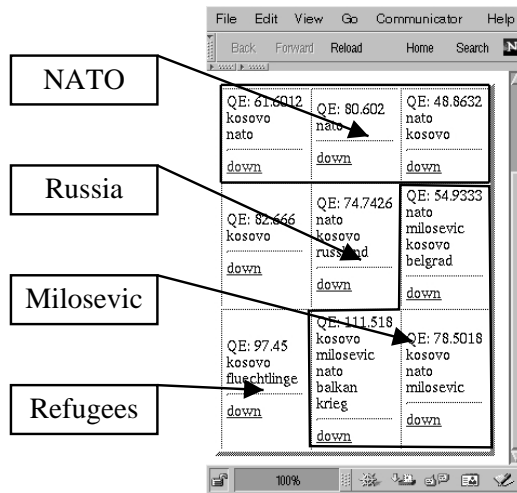 File Edit View Go Communicator Help
Back Forward Reload Home Search N
NATO
Russia
Milosevic
Refugees
QE: 61.6012
kosovo
nato
down
QE: 80.602
nato
down
QE: 48.8632
nato
kosovo
down
QE: 82.666
kosovo
down
QE: 74.7426
nato
kosovo
russland
down
QE: 54.9333
nato
milosevic
kosovo
belgrad
down
QE: 97.45
kosovo
fluechtlinge
down
QE: 111.518
kosovo
milosevic
nato
balkan
krieg
down
QE: 78.5018
kosovo
nato
milosevic
down
100%